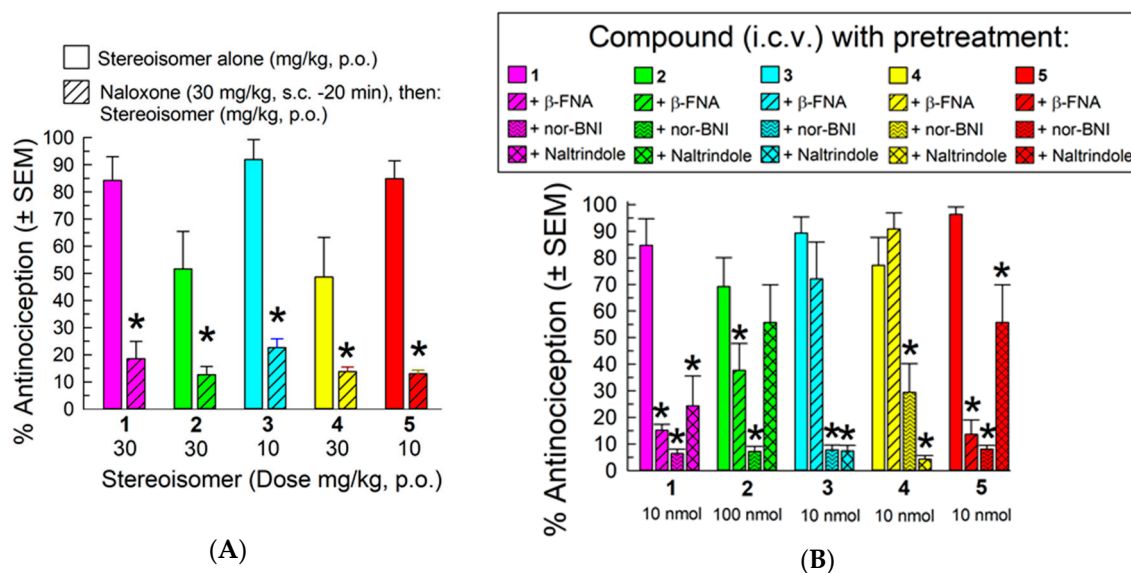 Stereoisomer alone (mg/kg, p.o.)
Naloxone (30 mg/kg, s.c. -20 min), then:
Stereoisomer (mg/kg, p.o.)
% Antinociception (± SEM)
100
90
80
70
60
50
40
30
20
10
0
* * * * *
1 2 3 4 5
30 30 10 30 10
Stereoisomer (Dose mg/kg, p.o.)
(A)
B
Compound (i.c.v.) with pretreatment:
1 2 3 4 5
+ β-FNA + β-FNA + β-FNA + β-FNA + β-FNA
+ nor-BNI + nor-BNI + nor-BNI + nor-BNI + nor-BNI
+ Naltrindole + Naltrindole + Naltrindole + Naltrindole + Naltrindole
% Antinociception (± SEM)
100
90
80
70
60
50
40
30
20
10
0
* * * * * * * * * * * *
1 2 3 4 5
10 nmol 100 nmol 10 nmol 10 nmol 10 nmol
(B)
A